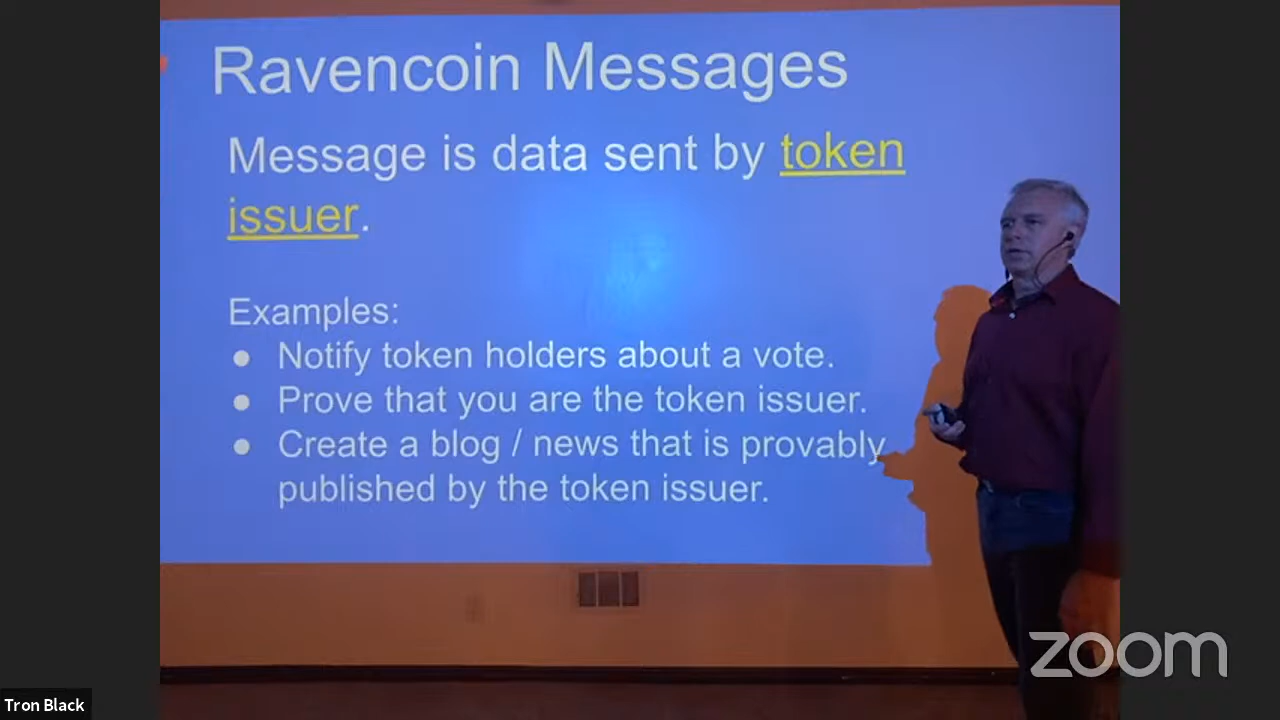 Ravencoin Messages
Message is data sent by token
issuer.
Examples:
● Notify token holders about a vote.
● Prove that you are the token issuer.
● Create a blog / news that is provably
published by the token issuer.
zoom
Tron Black